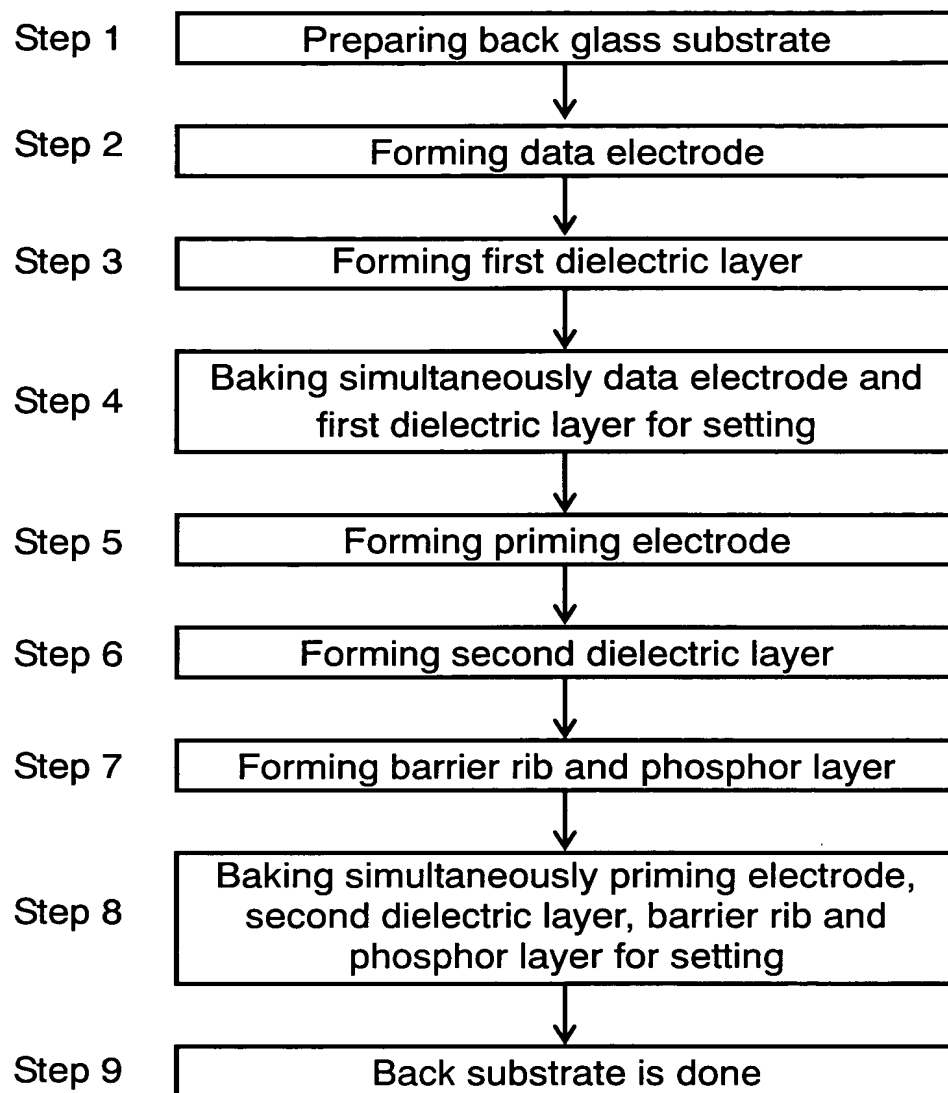 Step 1
Preparing back glass substrate
Step 2
Forming data electrode
Step 3
Forming first dielectric layer
Step 4
Baking simultaneously data electrode and
first dielectric layer for setting
Step 5
Forming priming electrode
Step 6
Forming second dielectric layer
Step 7
Forming barrier rib and phosphor layer
Step 8
Baking simultaneously priming electrode,
second dielectric layer, barrier rib and
phosphor layer for setting
Step 9
Back substrate is done